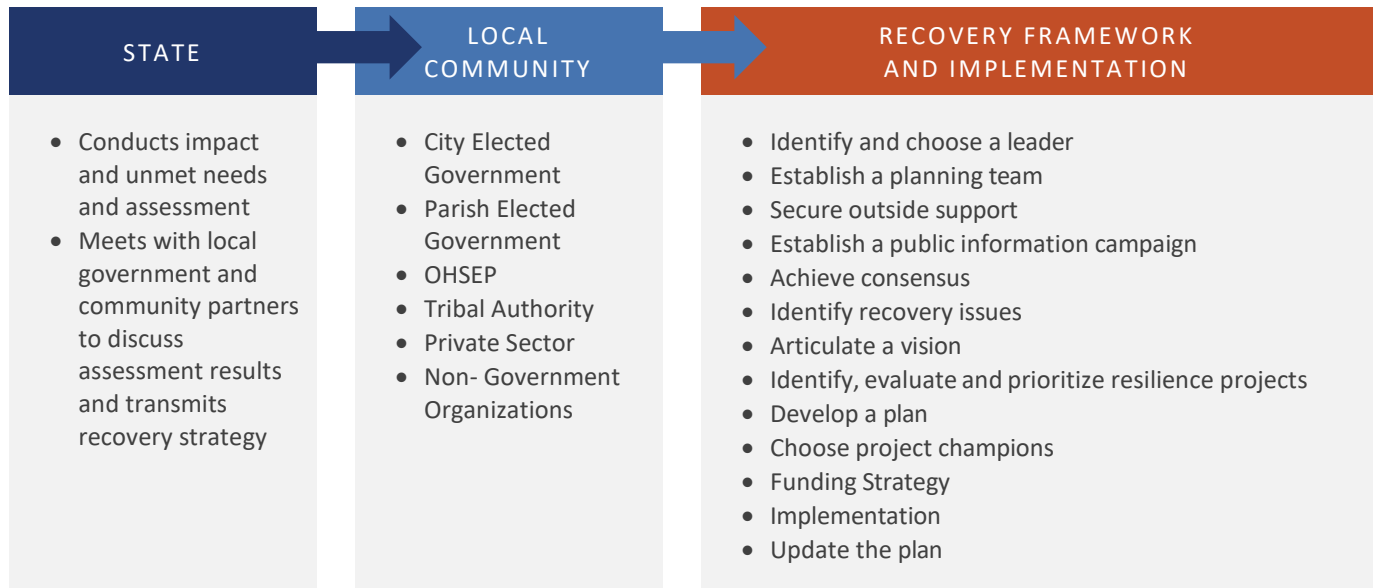 STATE
• Conducts impact
and unmet needs
and assessment
• Meets with local
government and
community partners
to discuss
assessment results
and transmits
recovery strategy
LOCAL
COMMUNITY
• City Elected
Government
• Parish Elected
Government
• OHSEP
• Tribal Authority
• Private Sector
• Non- Government
Organizations
RECOVERY FRAMEWORK
AND IMPLEMENTATION
• Identify and choose a leader
• Establish a planning team
• Secure outside support
• Establish a public information campaign
• Achieve consensus
• Identify recovery issues
• Articulate a vision
• Identify, evaluate and prioritize resilience projects
• Develop a plan
• Choose project champions
• Funding Strategy
• Implementation
• Update the plan